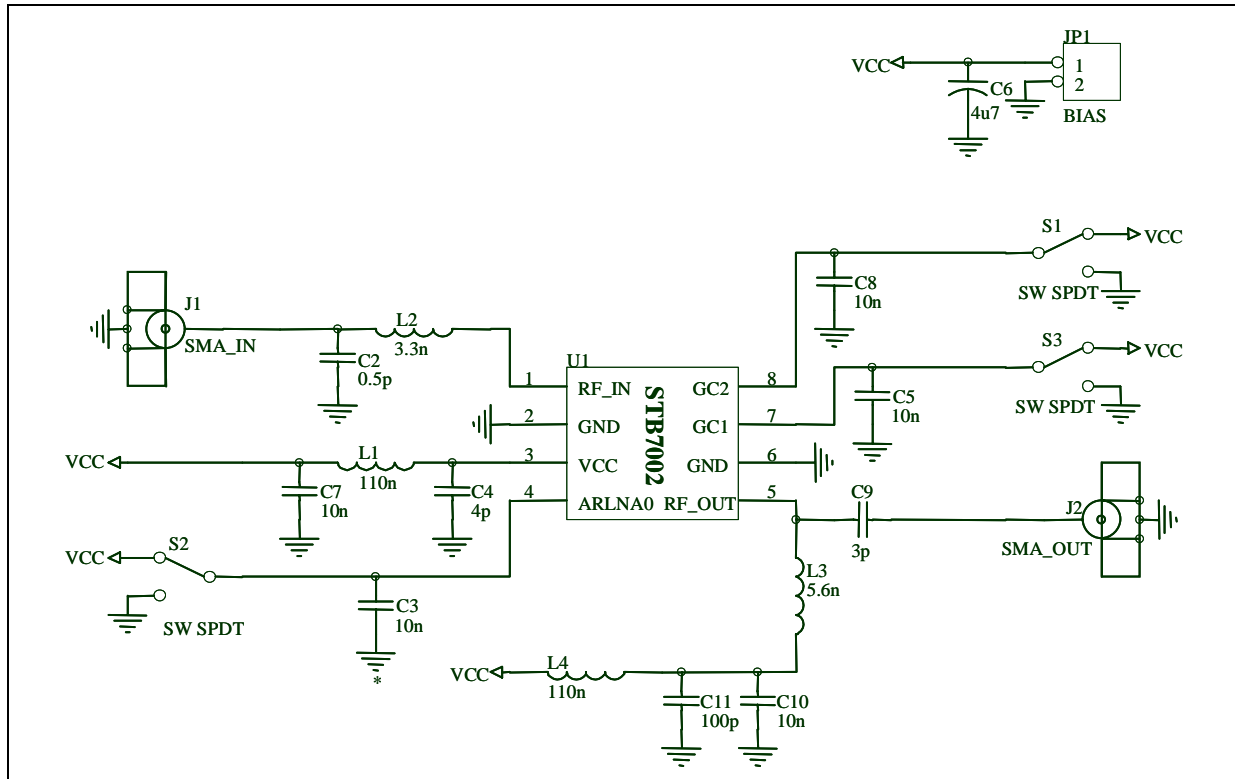 JP1
VCC
1
2
C6
4u7
BIAS
S1
VCC
C8
10n
SW SPDT
J1
SMA_IN
L2
3.3n
C2
0.5p
S3
VCC
C5
10n
SW SPDT
U1
STB7002
1
RF_IN
GC2
8
2
GND
GC1
7
3
VCC
GND
6
4
ARLNA0
RF_OUT
5
VCC
L1
110n
C7
10n
C4
4p
C9
3p
J2
SMA_OUT
S2
VCC
SW SPDT
C3
10n
*
L3
5.6n
VCC
L4
110n
C11
100p
C10
10n